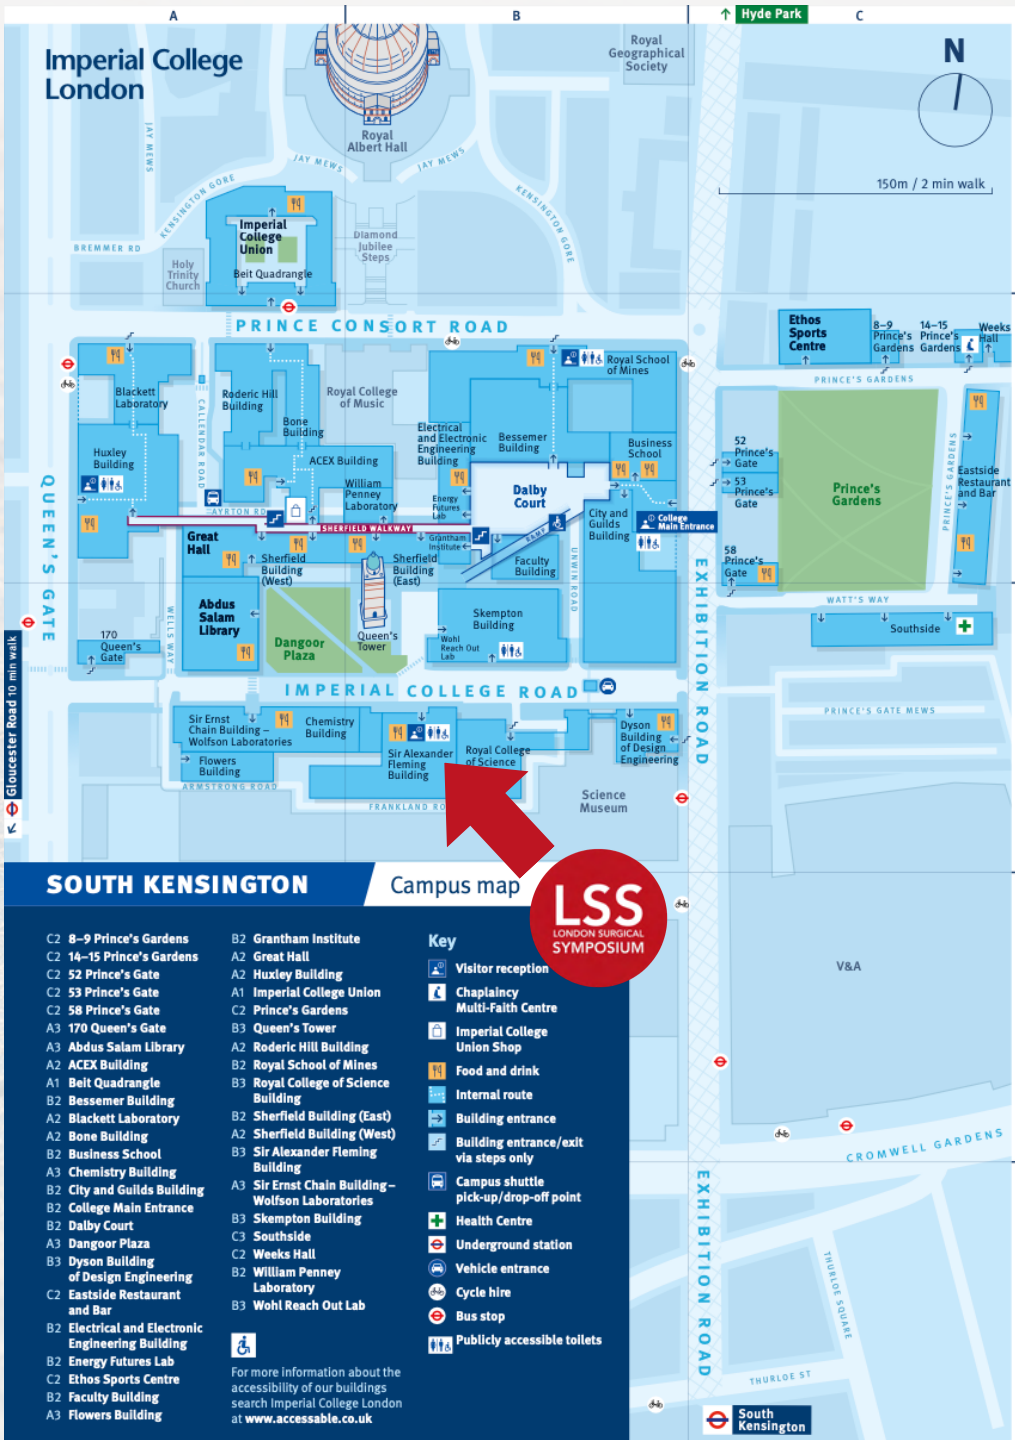 A
B
C
Hyde Park
Imperial College
London
N
150m / 2 min walk
Royal
Geographical
Society
Royal
Albert Hall
JAY MEWS
JAY MEWS
JAY MEWS
KENSINGTON GORE
KENSINGTON GORE
BREMMER RD
Imperial
College
Union
Beit Quadrangle
Holy
Trinity
Church
Diamond
Jubilee
Steps
PRINCE CONSORT ROAD
Ethos
Sports
Centre
8–9
Prince's
Gardens
14–15
Prince's
Gardens
Weeks
Hall
PRINCE'S GARDENS
Blackett
Laboratory
Roderic Hill
Building
Bone
Building
Royal College
of Music
Royal School
of Mines
CALLENDAR ROAD
Huxley
Building
ACEX Building
William
Penney
Laboratory
Electrical
and Electronic
Engineering
Building
Bessemer
Building
Business
School
Energy
Futures
Lab
Dalby
Court
City and
Guilds
Building
College
Main Entrance
52
Prince's
Gate
53
Prince's
Gate
58
Prince's
Gate
Prince's
Gardens
PRINCE'S GARDENS
Eastside
Restaurant
and Bar
QUEEN'S GATE
AYRTON RD
SHERFIELD WALKWAY
Great
Hall
Sherfield
Building
(West)
Sherfield
Building
(East)
Grantham
Institute
RAMP
Faculty
Building
UNWIN ROAD
EXHIBITION ROAD
WATT'S WAY
Southside
Abdus
Salam
Library
WELLS WAY
170
Queen's
Gate
Dangoor
Plaza
Queen's
Tower
Skempton
Building
Wohl
Reach Out
Lab
IMPERIAL COLLEGE ROAD
Gloucester Road 10 min walk
Sir Ernst
Chain Building –
Wolfson Laboratories
Chemistry
Building
Flowers
Building
ARMSTRONG ROAD
Sir Alexander
Fleming
Building
Royal College
of Science
Dyson
Building
of Design
Engineering
FRANKLAND RO
Science
Museum
PRINCE'S GATE MEWS
SOUTH KENSINGTON
Campus map
LSS
LONDON SURGICAL
SYMPOSIUM
V&A
C2 8–9 Prince's Gardens
C2 14–15 Prince's Gardens
C2 52 Prince's Gate
C2 53 Prince's Gate
C2 58 Prince's Gate
A3 170 Queen's Gate
A3 Abdus Salam Library
A2 ACEX Building
A1 Beit Quadrangle
B2 Bessemer Building
A2 Blackett Laboratory
A2 Bone Building
B2 Business School
A3 Chemistry Building
B2 City and Guilds Building
B2 College Main Entrance
B2 Dalby Court
A3 Dangoor Plaza
B3 Dyson Building
of Design Engineering
C2 Eastside Restaurant
and Bar
B2 Electrical and Electronic
Engineering Building
B2 Energy Futures Lab
C2 Ethos Sports Centre
B2 Faculty Building
A3 Flowers Building
B2 Grantham Institute
A2 Great Hall
A2 Huxley Building
A1 Imperial College Union
C2 Prince's Gardens
B3 Queen's Tower
A2 Roderic Hill Building
B2 Royal School of Mines
B3 Royal College of Science
Building
B2 Sherfield Building (East)
A2 Sherfield Building (West)
B3 Sir Alexander Fleming
Building
A3 Sir Ernst Chain Building –
Wolfson Laboratories
B3 Skempton Building
C3 Southside
C2 Weeks Hall
B2 William Penney
Laboratory
B3 Wohl Reach Out Lab
For more information about the
accessibility of our buildings
search Imperial College London
at www.accessable.co.uk
Key
Visitor reception
Chaplaincy
Multi-Faith Centre
Imperial College
Union Shop
Food and drink
Internal route
Building entrance
Building entrance/exit
via steps only
Campus shuttle
pick-up/drop-off point
Health Centre
Underground station
Vehicle entrance
Cycle hire
Bus stop
Publicly accessible toilets
CROMWELL GARDENS
EXHIBITION ROAD
THURLOE SQUARE
THURLOE ST
South
Kensington